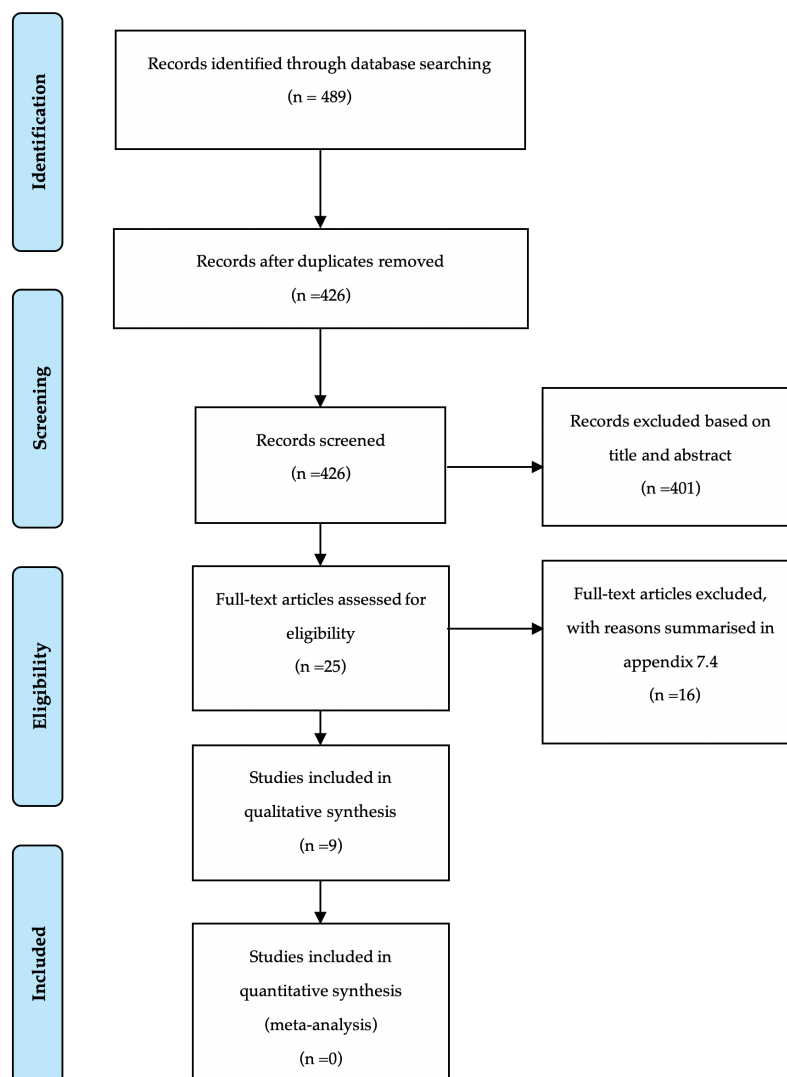 Identification
Records identified through database searching
(n = 489)
Records after duplicates removed
(n =426)
Screening
Records screened
(n =426)
Records excluded based on
title and abstract
(n =401)
Eligibility
Full-text articles assessed for
eligibility
(n =25)
Full-text articles excluded,
with reasons summarised in
appendix 7.4
(n =16)
Studies included in
qualitative synthesis
(n =9)
Included
Studies included in
quantitative synthesis
(meta-analysis)
(n =0)